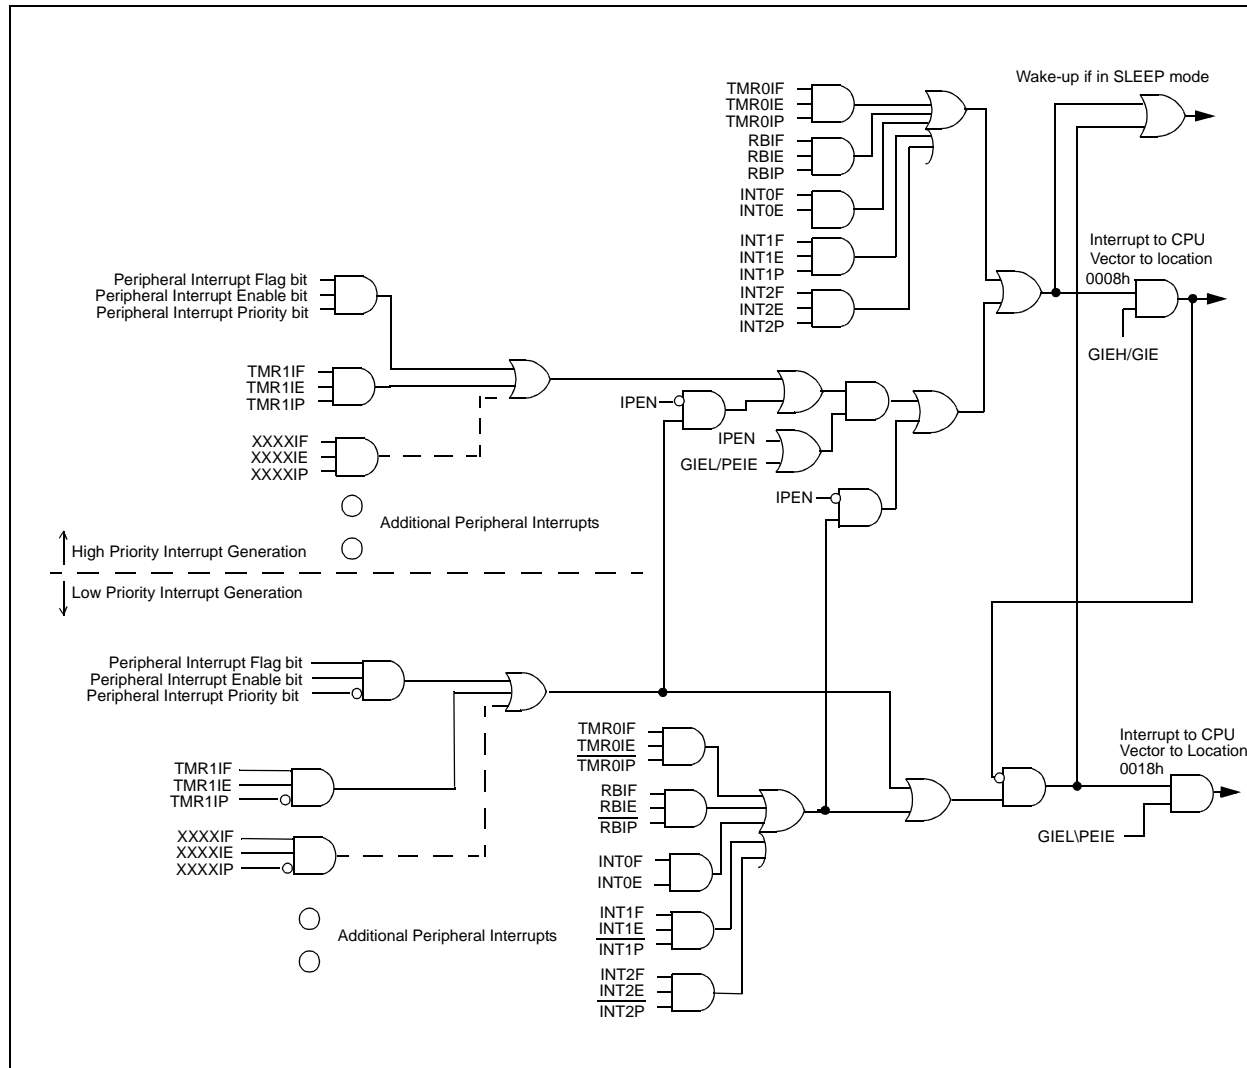 Wake-up if in SLEEP mode
TMR0IF
TMR0IE
TMR0IP
RBIF
RBIE
RBIP
INT0F
INT0E
INT1F
INT1E
INT1P
INT2F
INT2E
INT2P
Interrupt to CPU
Vector to location
0008h
GIEH/GIE
Peripheral Interrupt Flag bit
Peripheral Interrupt Enable bit
Peripheral Interrupt Priority bit
TMR1IF
TMR1IE
TMR1IP
XXXXIF
XXXXIE
XXXXIP
IPEN
IPEN
GIEL/PEIE
IPEN
Additional Peripheral Interrupts
High Priority Interrupt Generation
Low Priority Interrupt Generation
Peripheral Interrupt Flag bit
Peripheral Interrupt Enable bit
Peripheral Interrupt Priority bit
TMR1IF
TMR1IE
TMR1IP
XXXXIF
XXXXIE
XXXXIP
Additional Peripheral Interrupts
TMR0IF
TMR0IE
TMR0IP
RBIF
RBIE
RBIP
INT0F
INT0E
INT1F
INT1E
INT1P
INT2F
INT2E
INT2P
Interrupt to CPU
Vector to Location
0018h
GIEL\PEIE